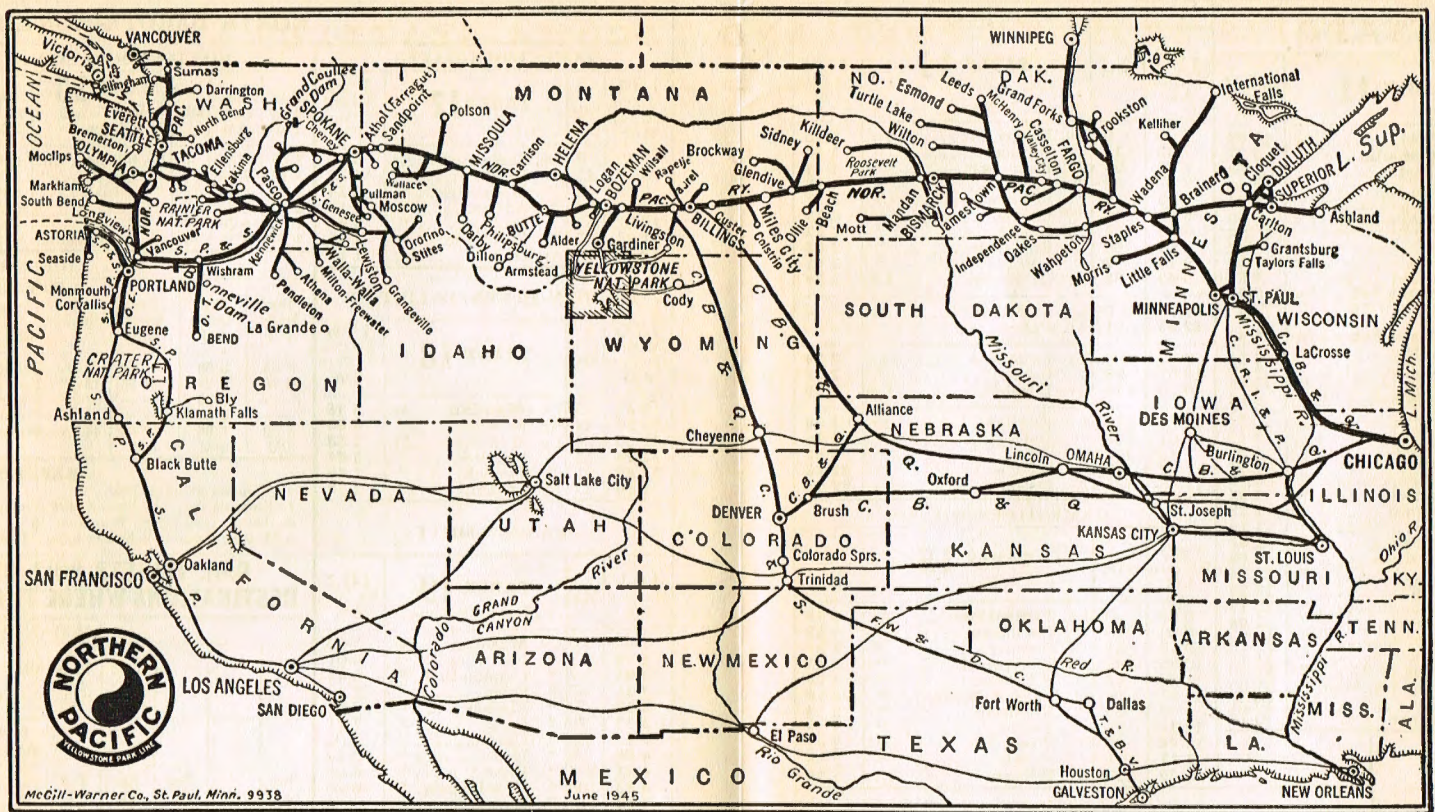 VANCOUVER
Victoria
Bellingham
Sumas
Darrington
WASH.
Everett
SEATTLE
North Bend
Bremerton
OLYMPIA
TACOMA
Moclips
Markham
South Bend
Longview
ASTORIA
Seaside
Ellensburg
Yakima
RAINIER NAT. PARK
Grand Coulee Dam
SPOKANE
Cheney
Pasco
Kennewick
Athol (Farragut)
Sandpoint
Wallace
Pullman
Moscow
Genesee
Lewiston
Orofino
Stites
Grangeville
Walla Walla
Milton-Freewater
Athena
Pendleton
La Grande
Vancouver
Wishram
PORTLAND
Bonneville Dam
BEND
Monmouth
Corvallis
Eugene
CRATER NAT. PARK
OREGON
Bly
Klamath Falls
Ashland
Black Butte
PACIFIC OCEAN
IDAHO
MONTANA
Polson
MISSOULA
Garrison
HELENA
Logan
BOZEMAN
Wilsall
Rapelje
Laurel
BILLINGS
Livingston
Gardiner
BUTTE
Alder
Darby
Philipsburg
Dillon
Armstead
YELLOWSTONE NAT. PARK
Cody
Custer
Colstrip
Miles City
Ollie
Beach
Brockway
Glendive
Sidney
NOR. PAC. RY.
WYOMING
NO. DAK.
WINNIPEG
Killdeer
Roosevelt Park
Turtle Lake
Wilton
Esmond
Leeds
McHenry
Valley City
Casselton
FARGO
Grand Forks
Crookston
Mott
Mandan
BISMARCK
Jamestown
Independence
Oakes
Wahpeton
SOUTH DAKOTA
Missouri River
International Falls
Kelliher
Wadena
Brainerd
Staples
Morris
Little Falls
MINNESOTA
Cloquet
DULUTH
SUPERIOR
L. Sup.
Carlton
Ashland
Grantsburg
Taylors Falls
MINNEAPOLIS
ST. PAUL
WISCONSIN
LaCrosse
L. Mich.
Mississippi R.
C. R. I. & P.
C. B. & Q.
IOWA
DES MOINES
Burlington
CHICAGO
ILLINOIS
Alliance
NEBRASKA
Lincoln
OMAHA
Oxford
St. Joseph
KANSAS CITY
ST. LOUIS
MISSOURI
Ohio R.
KY.
TENN.
Cheyenne
DENVER
Brush
COLORADO
Colorado Sprs.
Trinidad
KANSAS
C. B. & Q.
C. & S.
NEVADA
Salt Lake City
UTAH
River
GRAND CANYON
Colorado
ARIZONA
NEW MEXICO
CALIFORNIA
Oakland
SAN FRANCISCO
LOS ANGELES
SAN DIEGO
F. W. & D. C.
OKLAHOMA
Red R.
ARKANSAS
Fort Worth
Dallas
T. & B. V.
TEXAS
El Paso
Rio Grande
Houston
GALVESTON
LA.
Mississippi R.
MISS.
ALA.
NEW ORLEANS
MEXICO
NORTHERN PACIFIC
YELLOWSTONE PARK LINE
McGill-Warner Co., St. Paul, Minn. 9938
June 1945